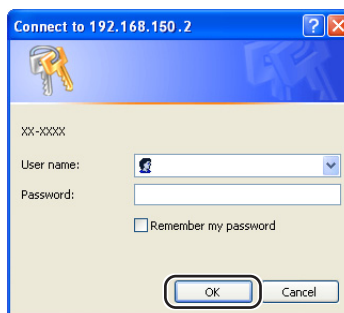 Connect to 192.168.150.2
XX-XXXX
User name:
Password:
Remember my password
OK
Cancel